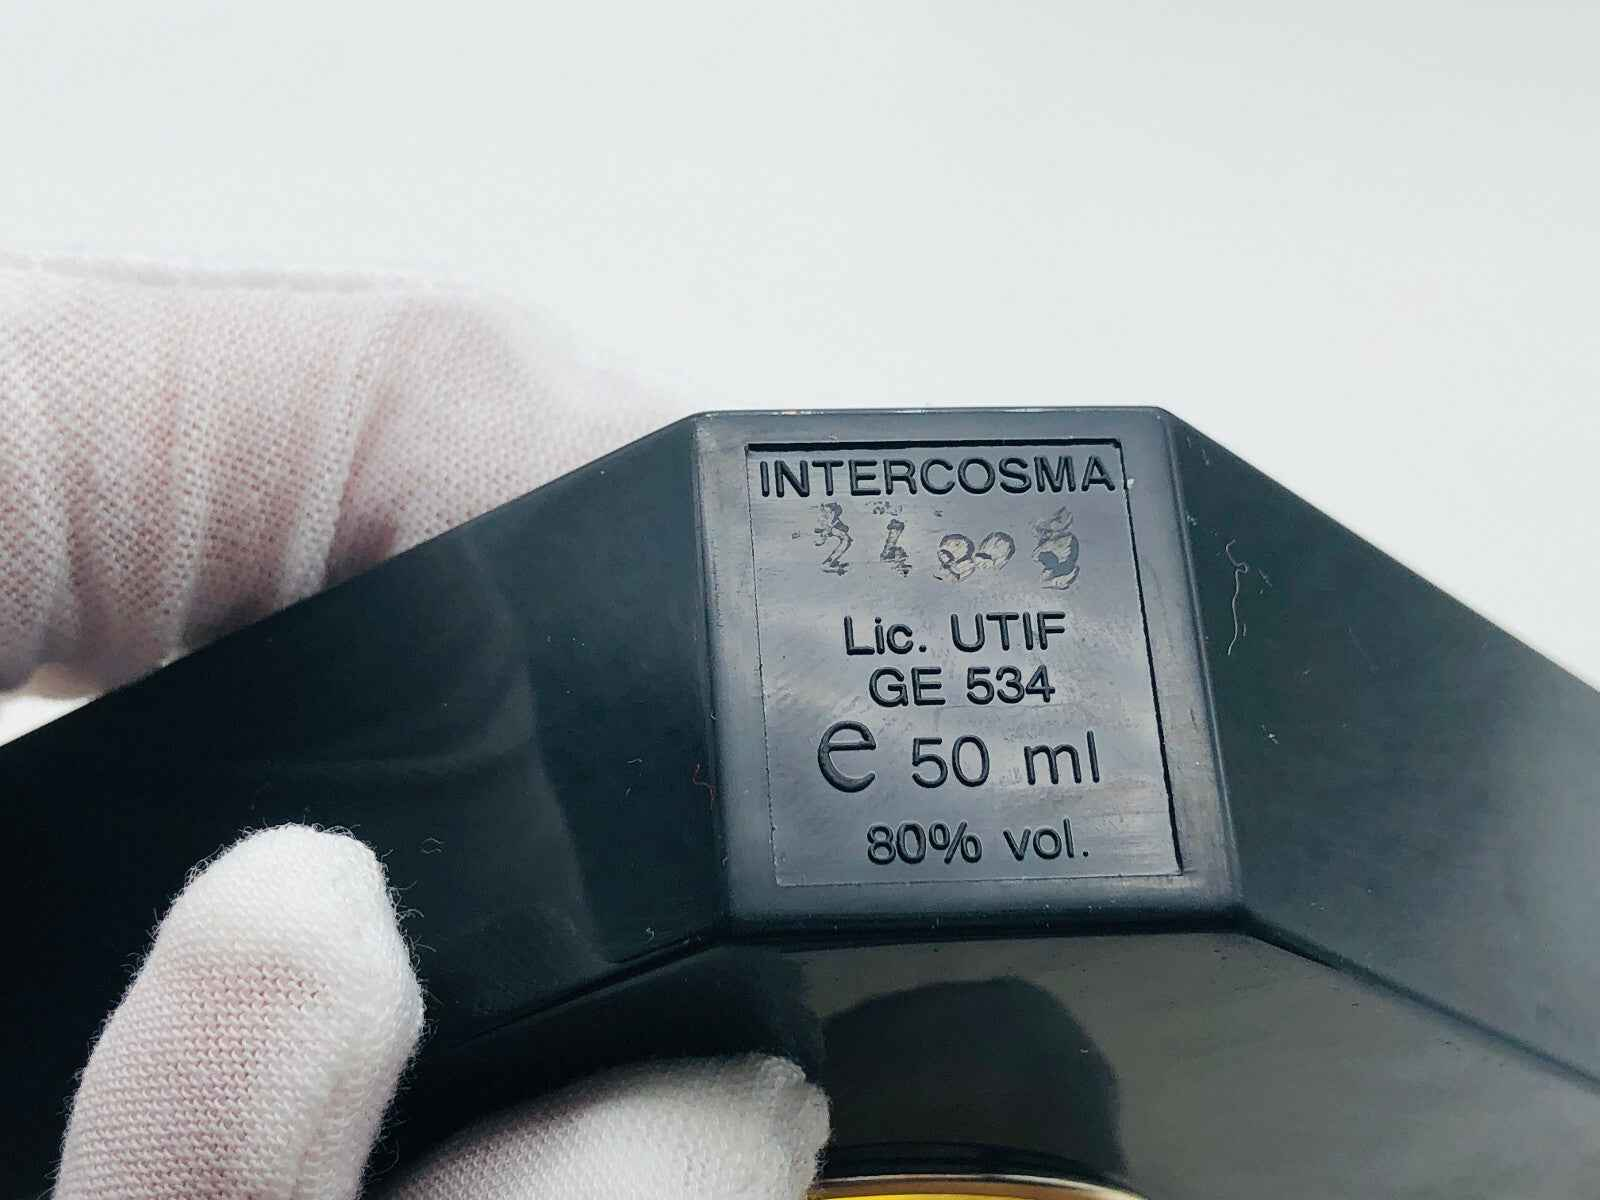 INTERCOSMA
Lic. UTIF
GE 534
e 50 ml
80% vol.